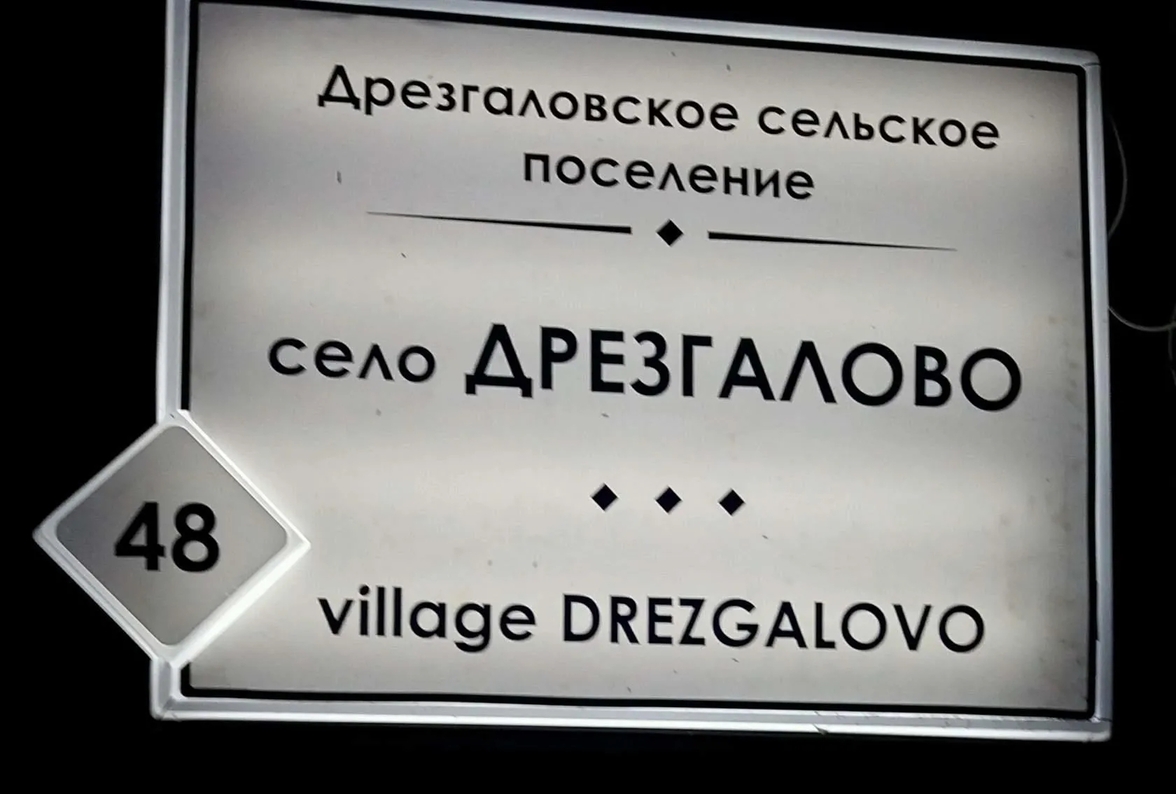 Дрезгаловское сельское
поселение
село ДРЕЗГАЛОВО
48
village DREZGALOVO